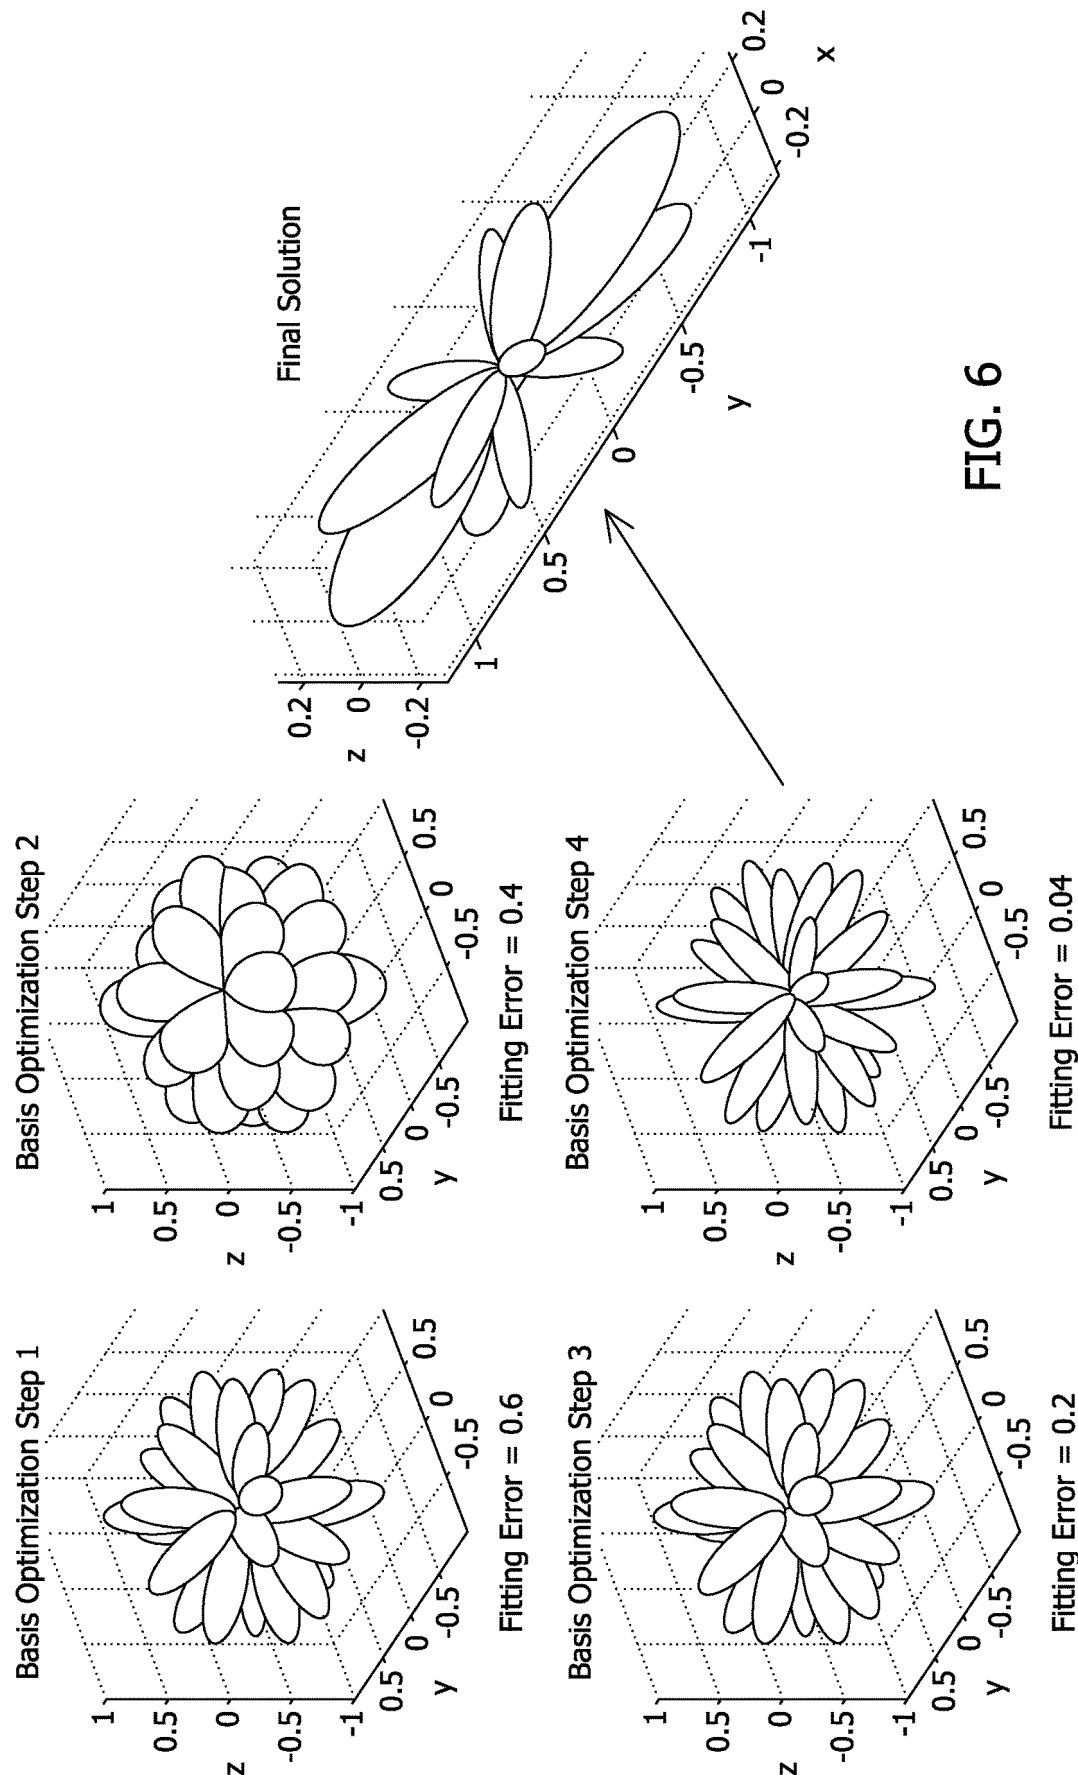 Basis Optimization Step 1
1
0.5
0
-0.5
-1
z
0.5
0
-0.5
y
-0.5
0
0.5
Fitting Error = 0.6
Basis Optimization Step 2
1
0.5
0
-0.5
-1
z
0.5
0
-0.5
y
-0.5
0
0.5
Fitting Error = 0.4
Basis Optimization Step 3
1
0.5
0
-0.5
-1
z
0.5
0
-0.5
y
-0.5
0
0.5
Fitting Error = 0.2
Basis Optimization Step 4
1
0.5
0
-0.5
-1
z
0.5
0
-0.5
y
-0.5
0
0.5
Fitting Error = 0.04
Final Solution
0.2
0
-0.2
z
1
0.5
0
-0.5
-1
y
-0.2
0
0.2
x
FIG. 6